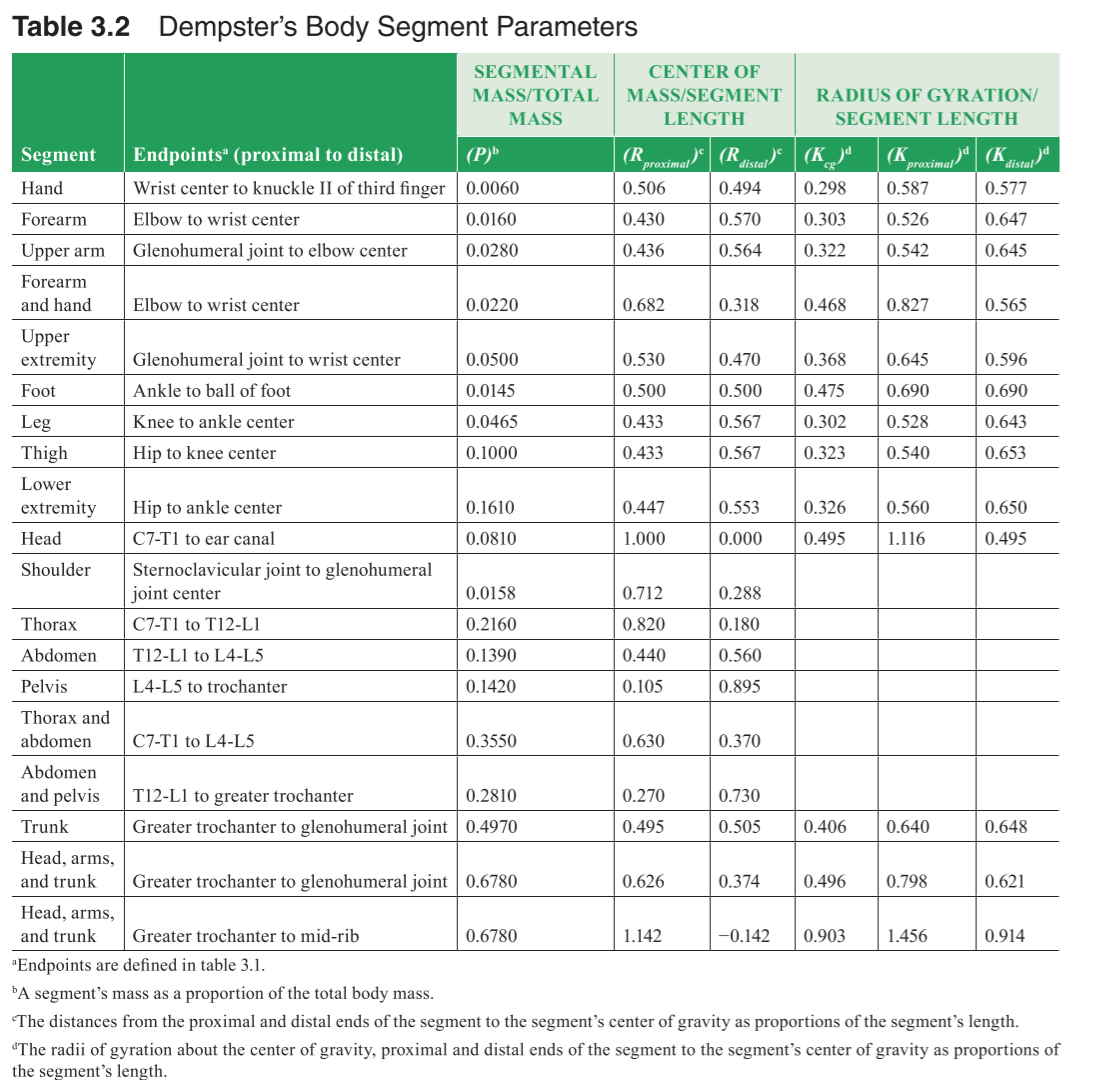 Table 3.2 Dempster's Body Segment Parameters
SEGMENTAL MASS/TOTAL MASS CENTER OF MASS/SEGMENT LENGTH RADIUS OF GYRATION/ SEGMENT LENGTH
Segment Endpointsᵃ (proximal to distal) (P)ᵇ (Rproximal)ᶜ (Rdistal)ᶜ (Kcg)ᵈ (Kproximal)ᵈ (Kdistal)ᵈ
Hand Wrist center to knuckle II of third finger 0.0060 0.506 0.494 0.298 0.587 0.577
Forearm Elbow to wrist center 0.0160 0.430 0.570 0.303 0.526 0.647
Upper arm Glenohumeral joint to elbow center 0.0280 0.436 0.564 0.322 0.542 0.645
Forearm
and hand Elbow to wrist center 0.0220 0.682 0.318 0.468 0.827 0.565
Upper
extremity Glenohumeral joint to wrist center 0.0500 0.530 0.470 0.368 0.645 0.596
Foot Ankle to ball of foot 0.0145 0.500 0.500 0.475 0.690 0.690
Leg Knee to ankle center 0.0465 0.433 0.567 0.302 0.528 0.643
Thigh Hip to knee center 0.1000 0.433 0.567 0.323 0.540 0.653
Lower
extremity Hip to ankle center 0.1610 0.447 0.553 0.326 0.560 0.650
Head C7-T1 to ear canal 0.0810 1.000 0.000 0.495 1.116 0.495
Shoulder Sternoclavicular joint to glenohumeral
joint center 0.0158 0.712 0.288
Thorax C7-T1 to T12-L1 0.2160 0.820 0.180
Abdomen T12-L1 to L4-L5 0.1390 0.440 0.560
Pelvis L4-L5 to trochanter 0.1420 0.105 0.895
Thorax and
abdomen C7-T1 to L4-L5 0.3550 0.630 0.370
Abdomen
and pelvis T12-L1 to greater trochanter 0.2810 0.270 0.730
Trunk Greater trochanter to glenohumeral joint 0.4970 0.495 0.505 0.406 0.640 0.648
Head, arms,
and trunk Greater trochanter to glenohumeral joint 0.6780 0.626 0.374 0.496 0.798 0.621
Head, arms,
and trunk Greater trochanter to mid-rib 0.6780 1.142 −0.142 0.903 1.456 0.914
ᵃEndpoints are defined in table 3.1.
ᵇA segment's mass as a proportion of the total body mass.
ᶜThe distances from the proximal and distal ends of the segment to the segment's center of gravity as proportions of the segment's length.
ᵈThe radii of gyration about the center of gravity, proximal and distal ends of the segment to the segment's center of gravity as proportions of
the segment's length.